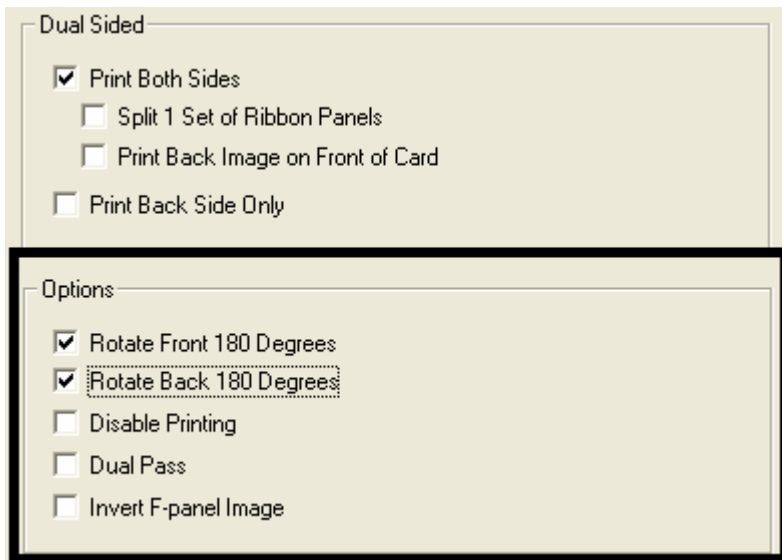 Dual Sided
Print Both Sides
Split 1 Set of Ribbon Panels
Print Back Image on Front of Card
Print Back Side Only
Options
Rotate Front 180 Degrees
Rotate Back 180 Degrees
Disable Printing
Dual Pass
Invert F-panel Image